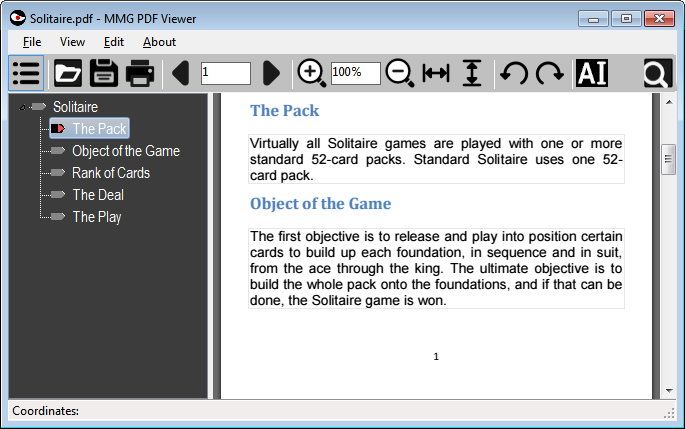 Solitaire.pdf - MMG PDF Viewer
File View Edit About
1
100%
AI
Solitaire
The Pack
Object of the Game
Rank of Cards
The Deal
The Play
The Pack
Virtually all Solitaire games are played with one or more
standard 52-card packs. Standard Solitaire uses one 52-
card pack.
Object of the Game
The first objective is to release and play into position certain
cards to build up each foundation, in sequence and in suit,
from the ace through the king. The ultimate objective is to
build the whole pack onto the foundations, and if that can be
done, the Solitaire game is won.
1
Coordinates: